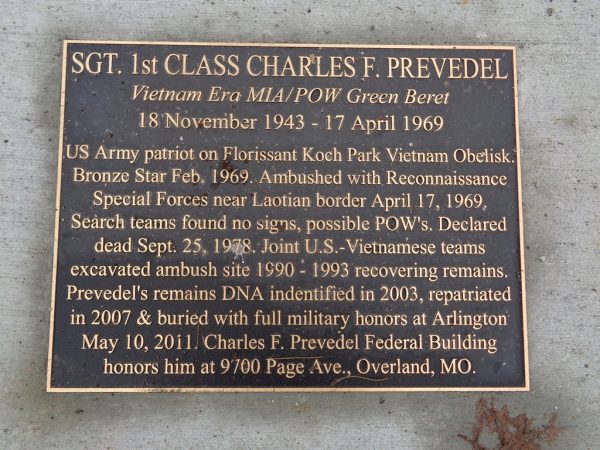 SGT. 1st CLASS CHARLES F. PREVEDEL
Vietnam Era MIA/POW Green Beret
18 November 1943 - 17 April 1969
US Army patriot on Florissant Koch Park Vietnam Obelisk.
Bronze Star Feb. 1969. Ambushed with Reconnaissance
Special Forces near Laotian border April 17, 1969.
Search teams found no signs, possible POW's. Declared
dead Sept. 25, 1978. Joint U.S.-Vietnamese teams
excavated ambush site 1990 - 1993 recovering remains.
Prevedel's remains DNA indentified in 2003, repatriated
in 2007 & buried with full military honors at Arlington
May 10, 2011. Charles F. Prevedel Federal Building
honors him at 9700 Page Ave., Overland, MO.